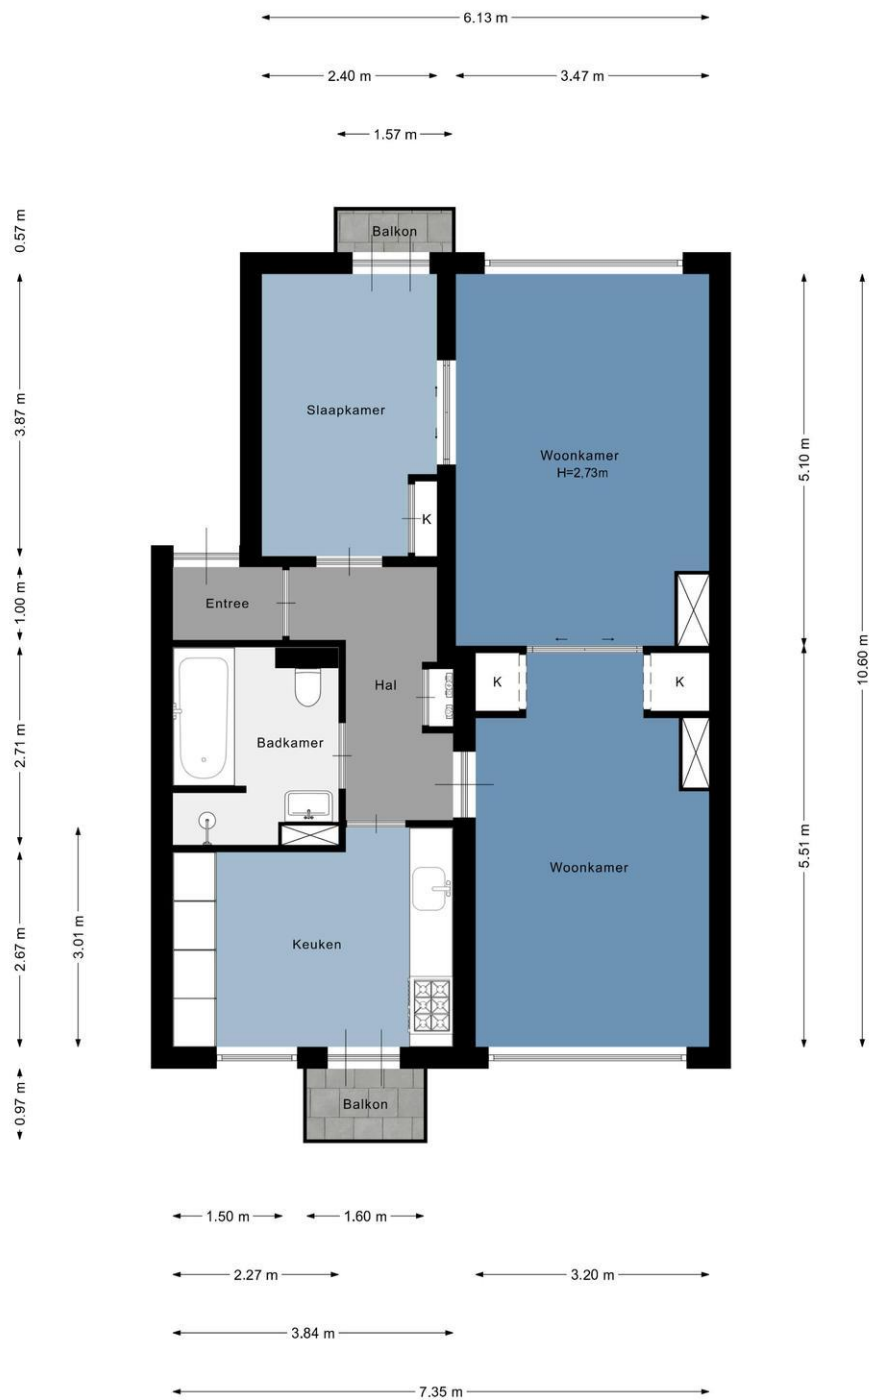 6.13 m
2.40 m
3.47 m
1.57 m
0.57 m
Balkon
3.87 m
Slaapkamer
Woonkamer
H=2,73m
5.10 m
K
1.00 m
Entree
10.60 m
Hal
K
K
2.71 m
Badkamer
5.51 m
Woonkamer
3.01 m
2.67 m
Keuken
0.97 m
Balkon
1.50 m
1.60 m
2.27 m
3.20 m
3.84 m
7.35 m